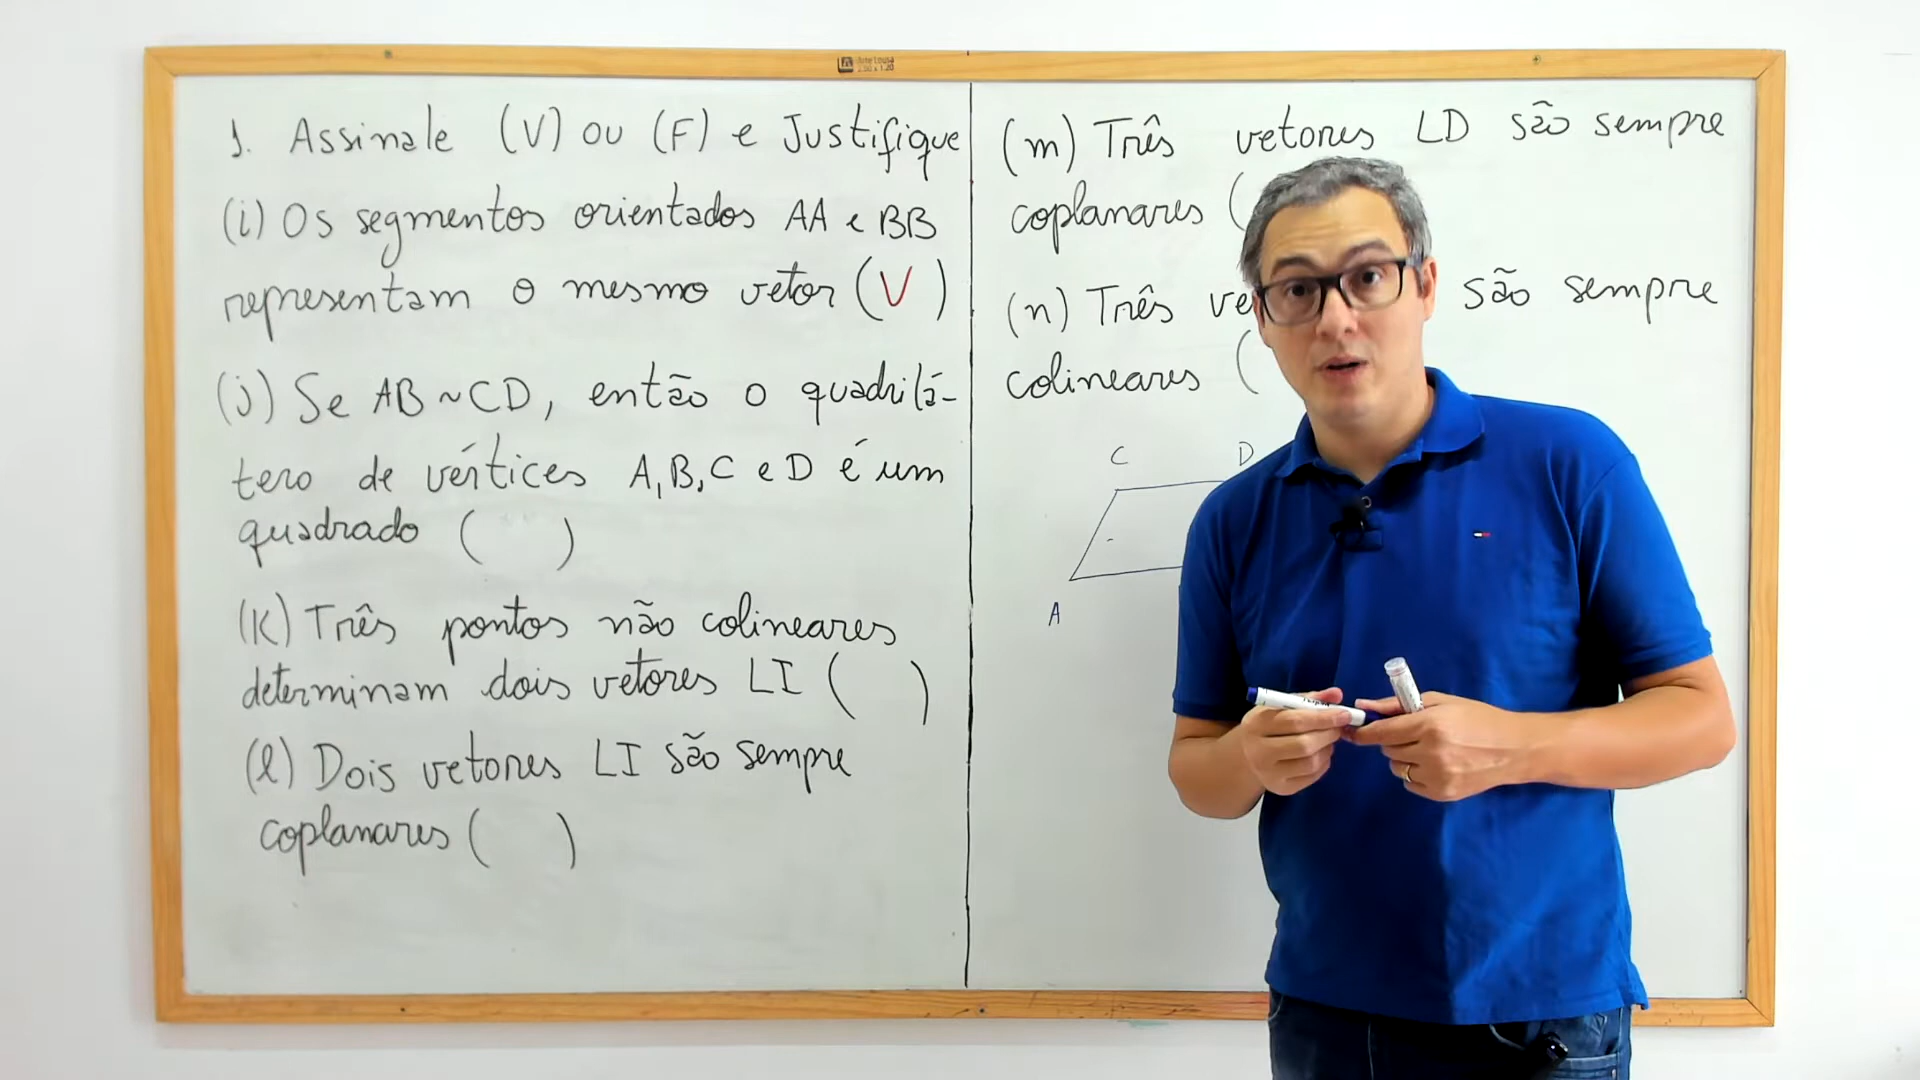 1. Assinale (V) ou (F) e Justifique
(i) Os segmentos orientados AA e BB
representam o mesmo vetor (V)
(j) Se AB ~ CD, então o quadrilá-
tero de vértices A, B, C e D é um
quadrado ( )
(k) Três pontos não colineares
determinam dois vetores LI ( )
(l) Dois vetores LI são sempre
coplanares ( )
(m) Três vetores LD são sempre
coplanares (
(n) Três são sempre
colineares (
C D
A